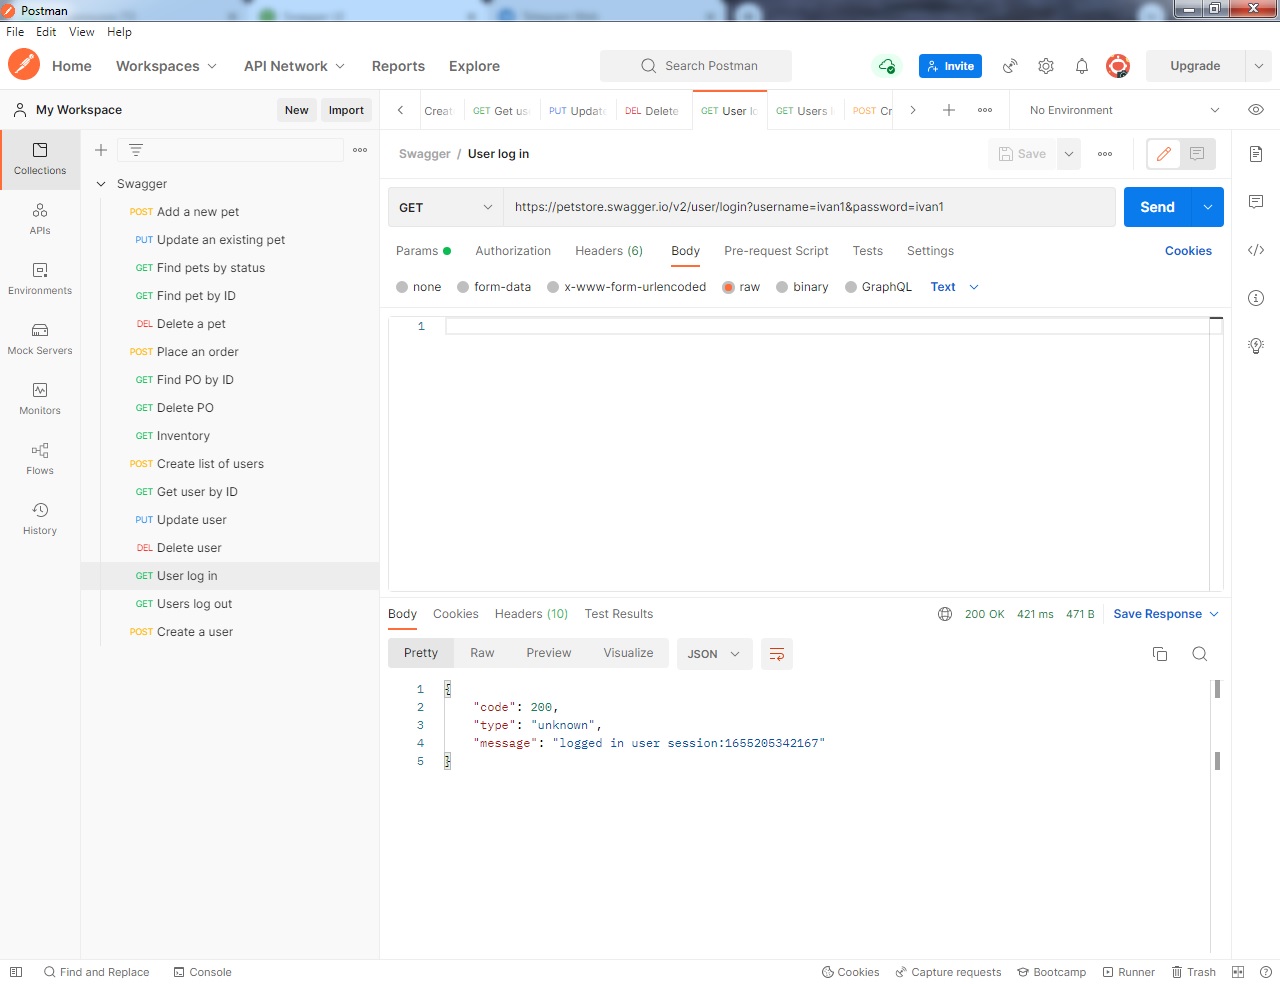 Postman
File Edit View Help
Home Workspaces API Network Reports Explore Search Postman Invite Upgrade
My Workspace New Import
GET Get us PUT Updat DEL Delete GET User lo GET Users POST Cr No Environment
Collections
APIs
Environments
Mock Servers
Monitors
Flows
History
Swagger
POST Add a new pet
PUT Update an existing pet
GET Find pets by status
GET Find pet by ID
DEL Delete a pet
POST Place an order
GET Find PO by ID
GET Delete PO
GET Inventory
POST Create list of users
GET Get user by ID
PUT Update user
DEL Delete user
GET User log in
GET Users log out
POST Create a user
Swagger / User log in Save
GET https://petstore.swagger.io/v2/user/login?username=ivan1&password=ivan1 Send
Params Authorization Headers (6) Body Pre-request Script Tests Settings Cookies
none form-data x-www-form-urlencoded raw binary GraphQL Text
1
Body Cookies Headers (10) Test Results 200 OK 421 ms 471 B Save Response
Pretty Raw Preview Visualize JSON
1 {
2 "code": 200,
3 "type": "unknown",
4 "message": "logged in user session:1655205342167"
5 }
Find and Replace Console Cookies Capture requests Bootcamp Runner Trash